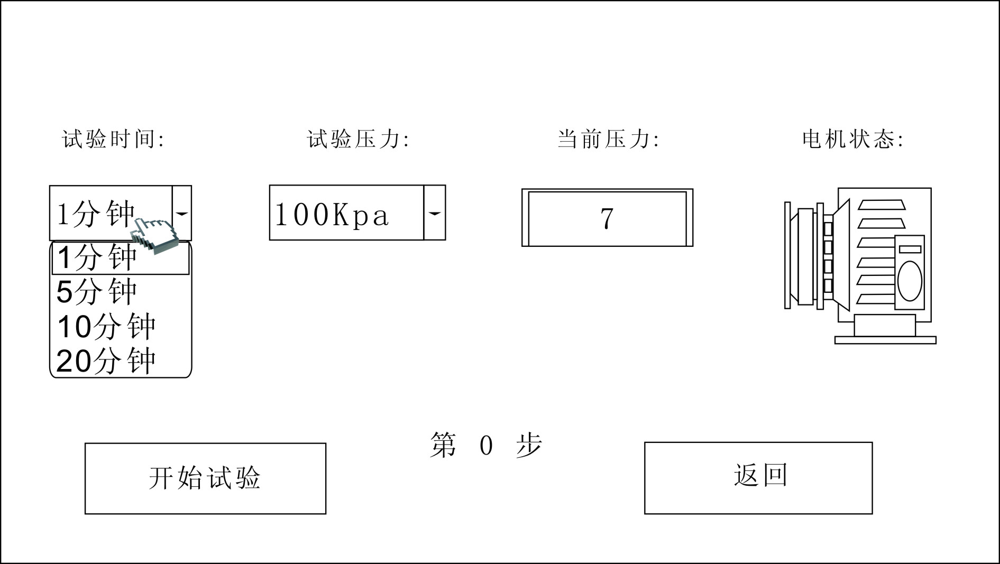 试验时间: 试验压力: 当前压力: 电机状态:
1分钟 100Kpa 7
1分钟
5分钟
10分钟
20分钟
第 0 步
开始试验 返回